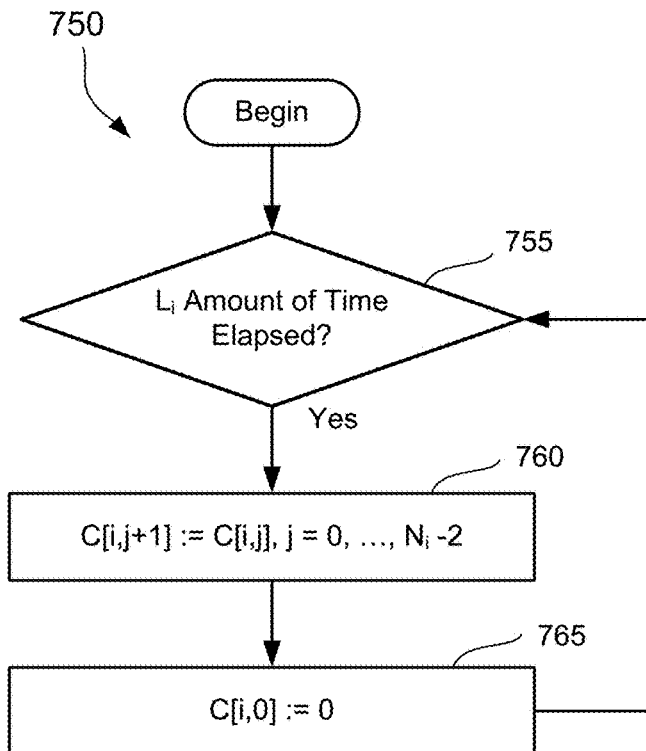 750
Begin
755
Lᵢ Amount of Time
Elapsed?
Yes
760
C[i,j+1] := C[i,j], j = 0, ..., Nᵢ -2
765
C[i,0] := 0